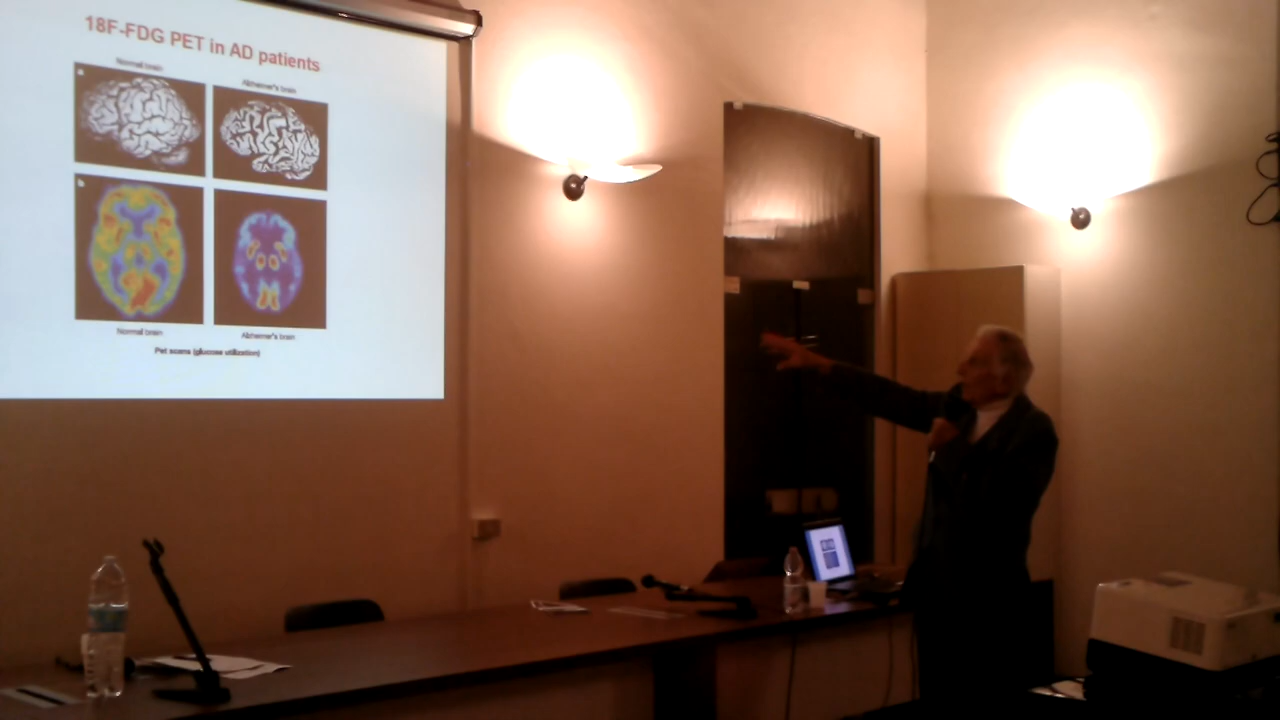 18F-FDG PET in AD patients
Normal brain
Alzheimer's brain
a
b
Normal brain
Alzheimer's brain
Pet scans (glucose utilization)